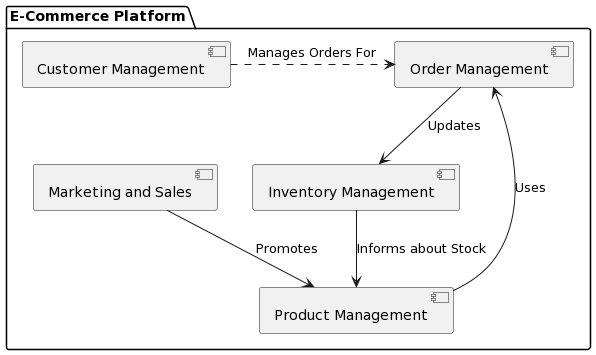 E-Commerce Platform
Customer Management
Manages Orders For
Order Management
Updates
Marketing and Sales
Inventory Management
Uses
Promotes
Informs about Stock
Product Management